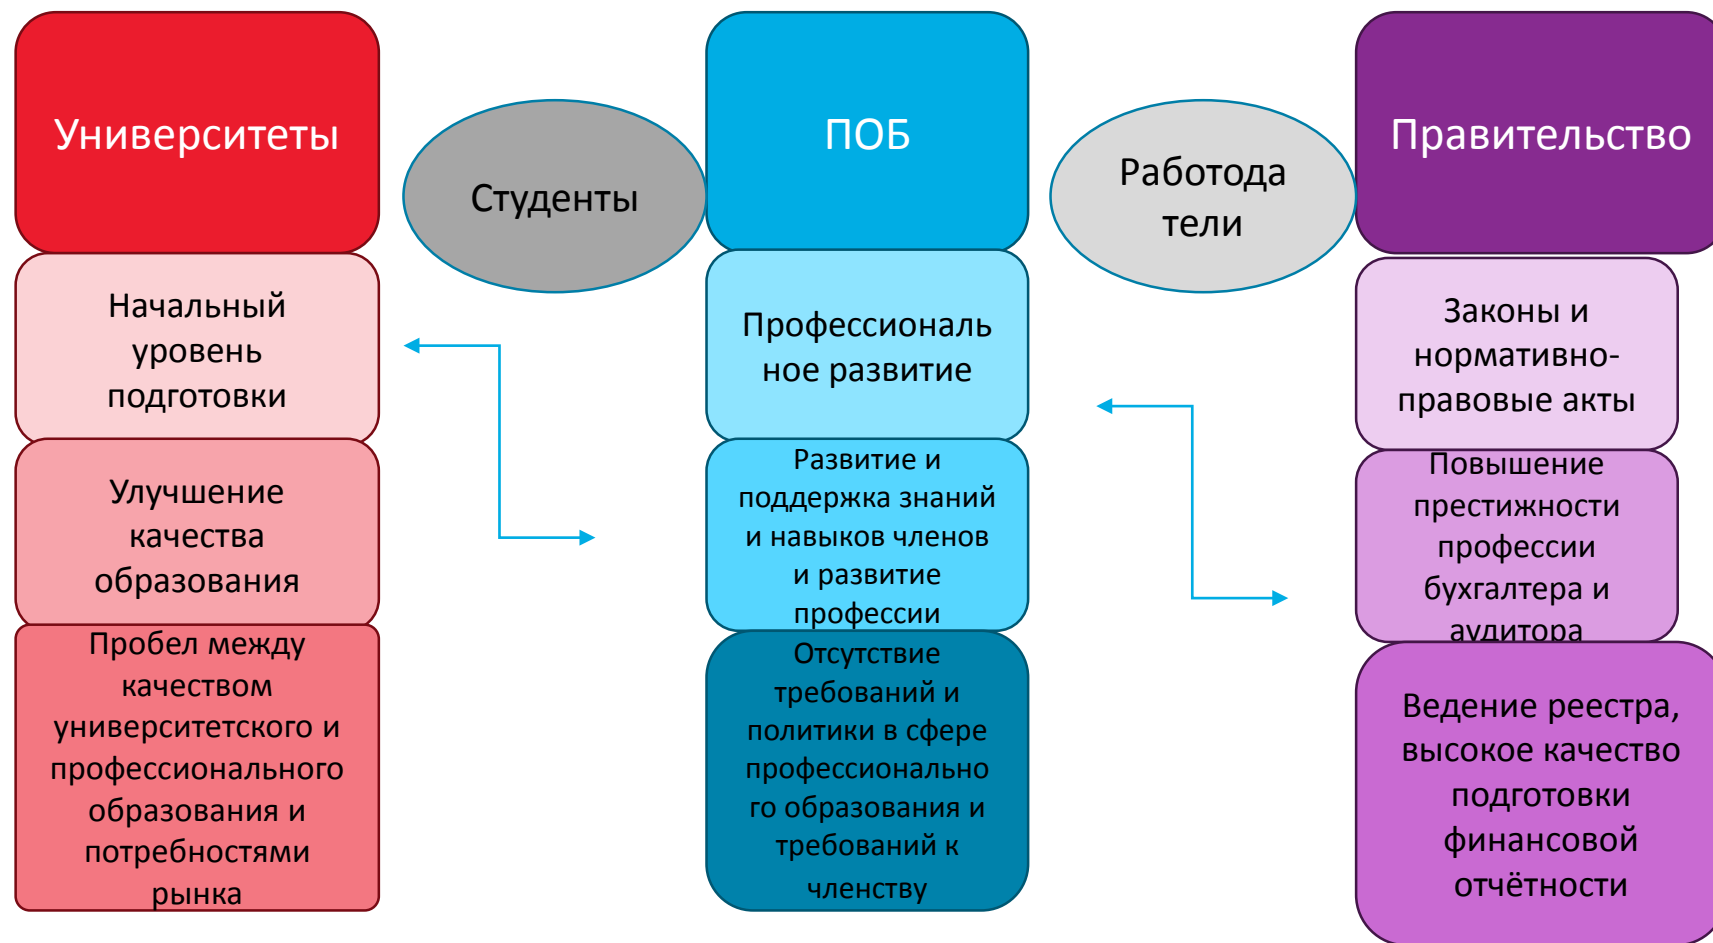 Университеты
Начальный
уровень
подготовки
Улучшение
качества
образования
Пробел между
качеством
университетского и
профессионального
образования и
потребностями
рынка
Студенты
ПОБ
Профессиональ
ное развитие
Развитие и
поддержка знаний
и навыков членов
и развитие
профессии
Отсутствие
требований и
политики в сфере
профессионально
го образования и
требований к
членству
Работода
тели
Правительство
Законы и
нормативно-
правовые акты
Повышение
престижности
профессии
бухгалтера и
аудитора
Ведение реестра,
высокое качество
подготовки
финансовой
отчётности